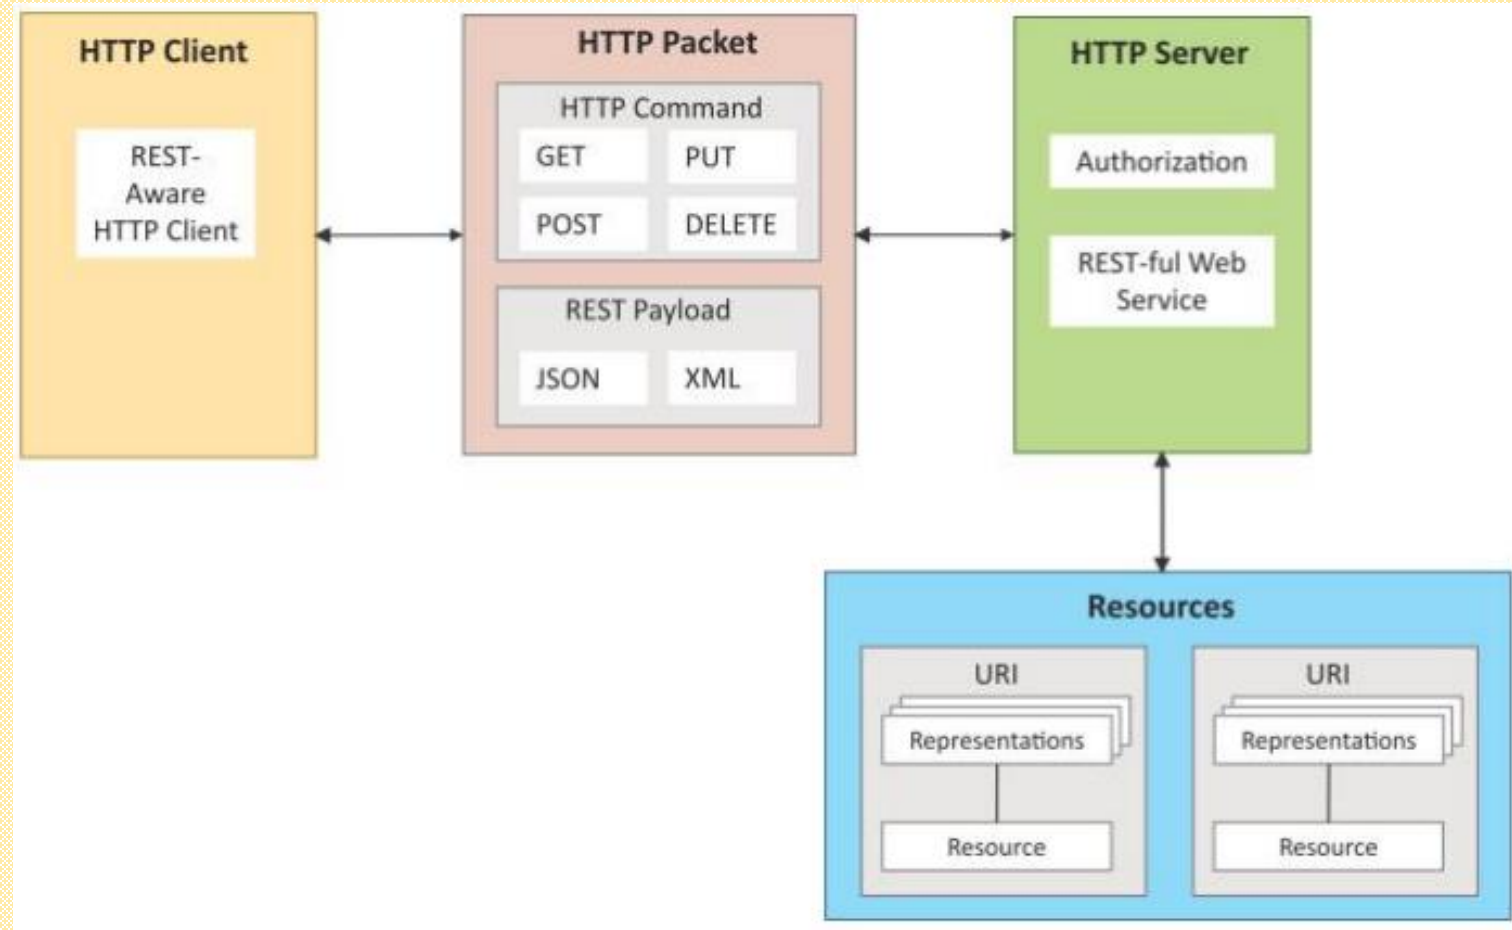 HTTP Client
REST-
Aware
HTTP Client
HTTP Packet
HTTP Command
GET
PUT
POST
DELETE
REST Payload
JSON
XML
HTTP Server
Authorization
REST-ful Web
Service
Resources
URI
Representations
Resource
URI
Representations
Resource